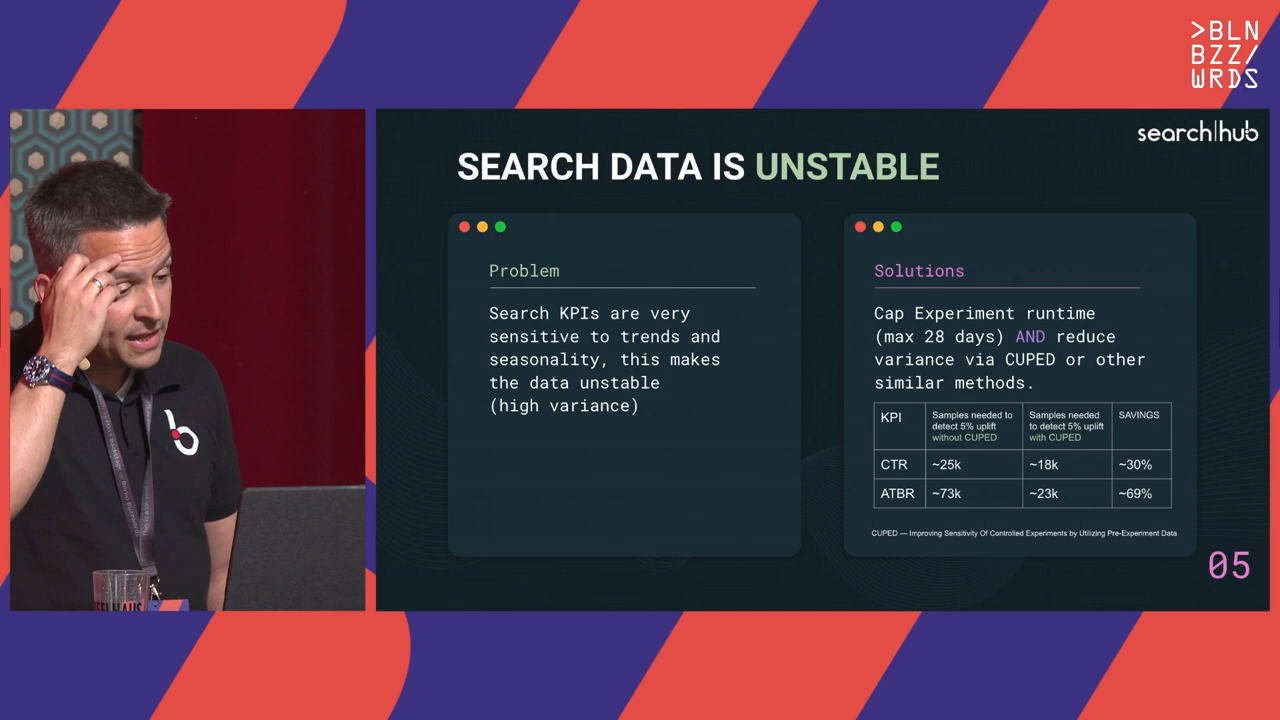 >BLN
BZZ/
WRDS
search|hub
SEARCH DATA IS UNSTABLE
Problem
Search KPIs are very
sensitive to trends and
seasonality, this makes
the data unstable
(high variance)
Solutions
Cap Experiment runtime
(max 28 days) AND reduce
variance via CUPED or other
similar methods.
KPI
Samples needed to
detect 5% uplift
without CUPED
Samples needed
to detect 5% uplift
with CUPED
SAVINGS
CTR ~25k ~18k ~30%
ATBR ~73k ~23k ~69%
CUPED — Improving Sensitivity Of Controlled Experiments by Utilizing Pre-Experiment Data
05